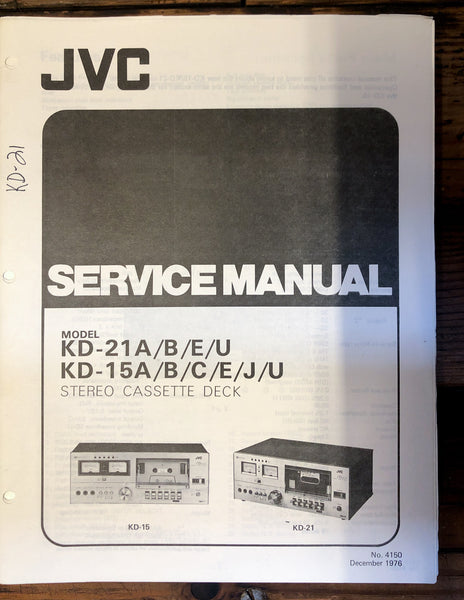 JVC
KD-21
SERVICE MANUAL
MODEL
KD-21A/B/E/U
KD-15A/B/C/E/J/U
STEREO CASSETTE DECK
KD-15
KD-21
No. 4150
December 1976